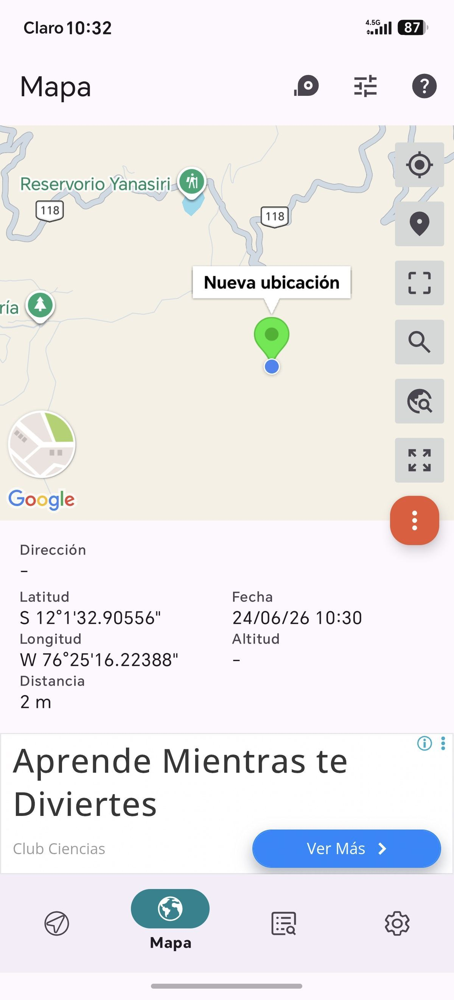 Claro 10:32
4.5G
87
Mapa
Reservorio Yanasiri
118
118
Nueva ubicación
ría
Google
Dirección
–
Latitud
Fecha
S 12°1'32.90556"
24/06/26 10:30
Longitud
Altitud
W 76°25'16.22388"
–
Distancia
2 m
Aprende Mientras te
Diviertes
Club Ciencias
Ver Más
Mapa